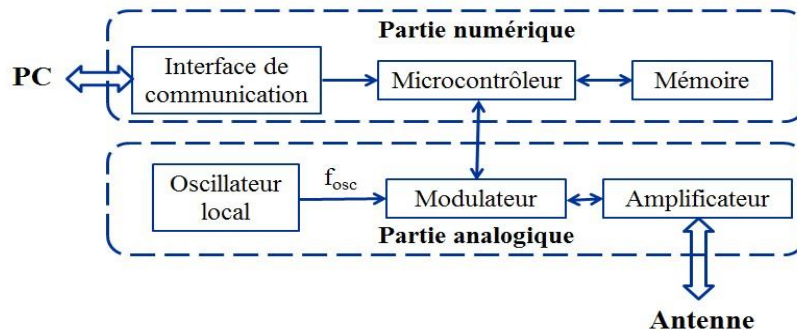 Partie numérique
PC
Interface de
communication
Microcontrôleur
Mémoire
Oscillateur
local
fosc
Modulateur
Amplificateur
Partie analogique
Antenne